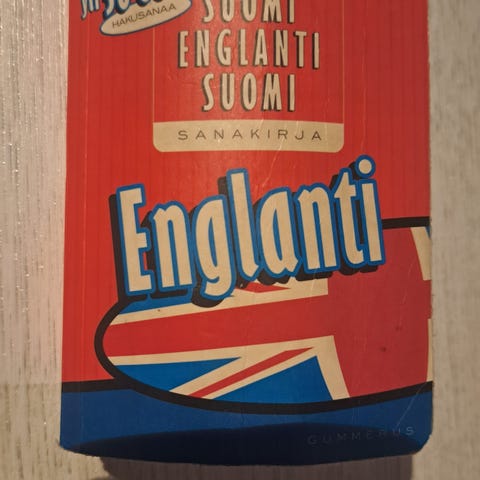 HAKUSANAA
SUOMI
ENGLANTI
SUOMI
SANAKIRJA
Englanti
GUMMERUS